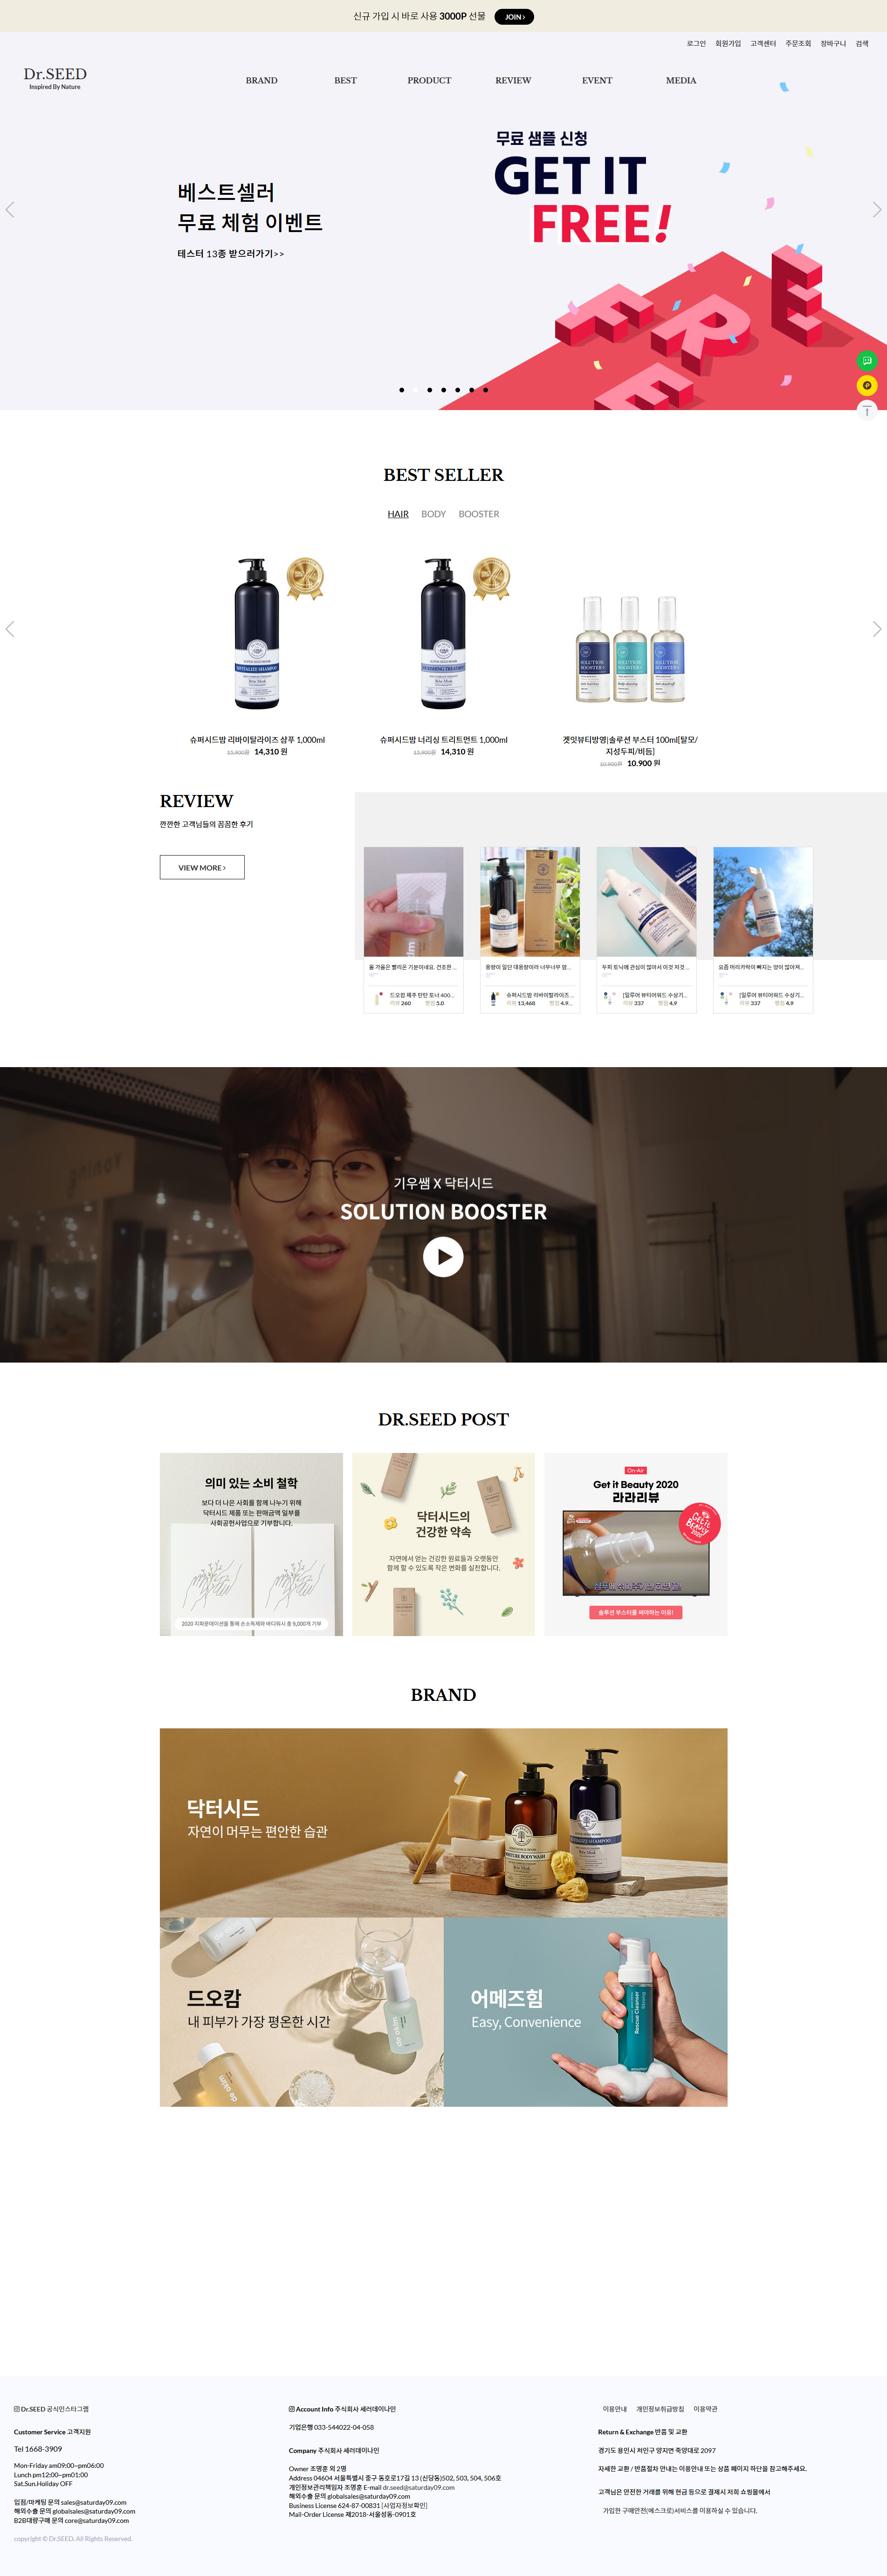 신규 가입 시 바로 사용 3000P 선물 JOIN >
로그인 회원가입 고객센터 주문조회 장바구니 검색
Dr.SEED
Inspired By Nature
BRAND BEST PRODUCT REVIEW EVENT MEDIA
무료 샘플 신청
GET IT
FREE!
베스트셀러
무료 체험 이벤트
테스터 13종 받으러가기>>
FREE
BEST SELLER
HAIR BODY BOOSTER
슈퍼시드밤 리바이탈라이즈 샴푸 1,000ml
15,900원 14,310 원
슈퍼시드밤 너리싱 트리트먼트 1,000ml
15,900원 14,310 원
겟잇뷰티방영|솔루션 부스터 100ml[탈모/
지성두피/비듬]
10,900원 10.900 원
REVIEW
깐깐한 고객님들의 꼼꼼한 후기
VIEW MORE >
드오캄 제주 탄탄 토너 400...
리뷰 260 평점 5.0
슈퍼시드밤 리바이탈라이즈 ...
리뷰 13,468 평점 4.9...
두피 토닉에 관심이 많아서 이것 저것 ...
[일루어 뷰티어워드 수상기...
리뷰 337 평점 4.9
요즘 머리카락이 빠지는 양이 많아져...
[일루어 뷰티어워드 수상기...
리뷰 337 평점 4.9
기우쌤 X 닥터시드
SOLUTION BOOSTER
DR.SEED POST
의미 있는 소비 철학
보다 더 나은 사회를 함께 나누기 위해
닥터시드 제품 또는 판매금액 일부를
사회공헌사업으로 기부합니다.
2020 지파운데이션을 통해 손소독제와 바디워시 총 9,000개 기부
닥터시드의
건강한 약속
자연에서 얻는 건강한 원료들과 오랫동안
함께 할 수 있도록 작은 변화를 실천합니다.
On-Air
Get it Beauty 2020
라라리뷰
Get it
Beauty
2020
솔루션 부스터를 써야하는 이유!
BRAND
닥터시드
자연이 머무는 편안한 습관
드오캄
내 피부가 가장 평온한 시간
de okim
de okim
어메즈힘
Easy, Convenience
Rescue Cleanser
Dr.SEED 공식인스타그램
Customer Service 고객지원
Tel 1668-3909
Mon-Friday am09:00~pm06:00
Lunch pm12:00~pm01:00
Sat.Sun.Holiday OFF
입점/마케팅 문의 sales@saturday09.com
해외수출 문의 globalsales@saturday09.com
B2B대량구매 문의 core@saturday09.com
copyright © Dr.SEED. All Rights Reserved.
Account Info 주식회사 세러데이나인
기업은행 033-544022-04-058
Company 주식회사 세러데이나인
Owner 조명훈 외 2명
Address 04604 서울특별시 중구 동호로17길 13 (신당동)502, 503, 504, 506호
개인정보관리책임자 조명훈 E-mail dr.seed@saturday09.com
해외수출 문의 globalsales@saturday09.com
Business License 624-87-00831 [사업자정보확인]
Mail-Order License 제2018-서울성동-0901호
이용안내 개인정보취급방침 이용약관
Return & Exchange 반품 및 교환
경기도 용인시 처인구 양지면 죽양대로 2097
자세한 교환 / 반품절차 안내는 이용안내 또는 상품 페이지 하단을 참고해주세요.
고객님은 안전한 거래를 위해 현금 등으로 결제시 저희 쇼핑몰에서
가입한 구매안전(에스크로)서비스를 이용하실 수 있습니다.